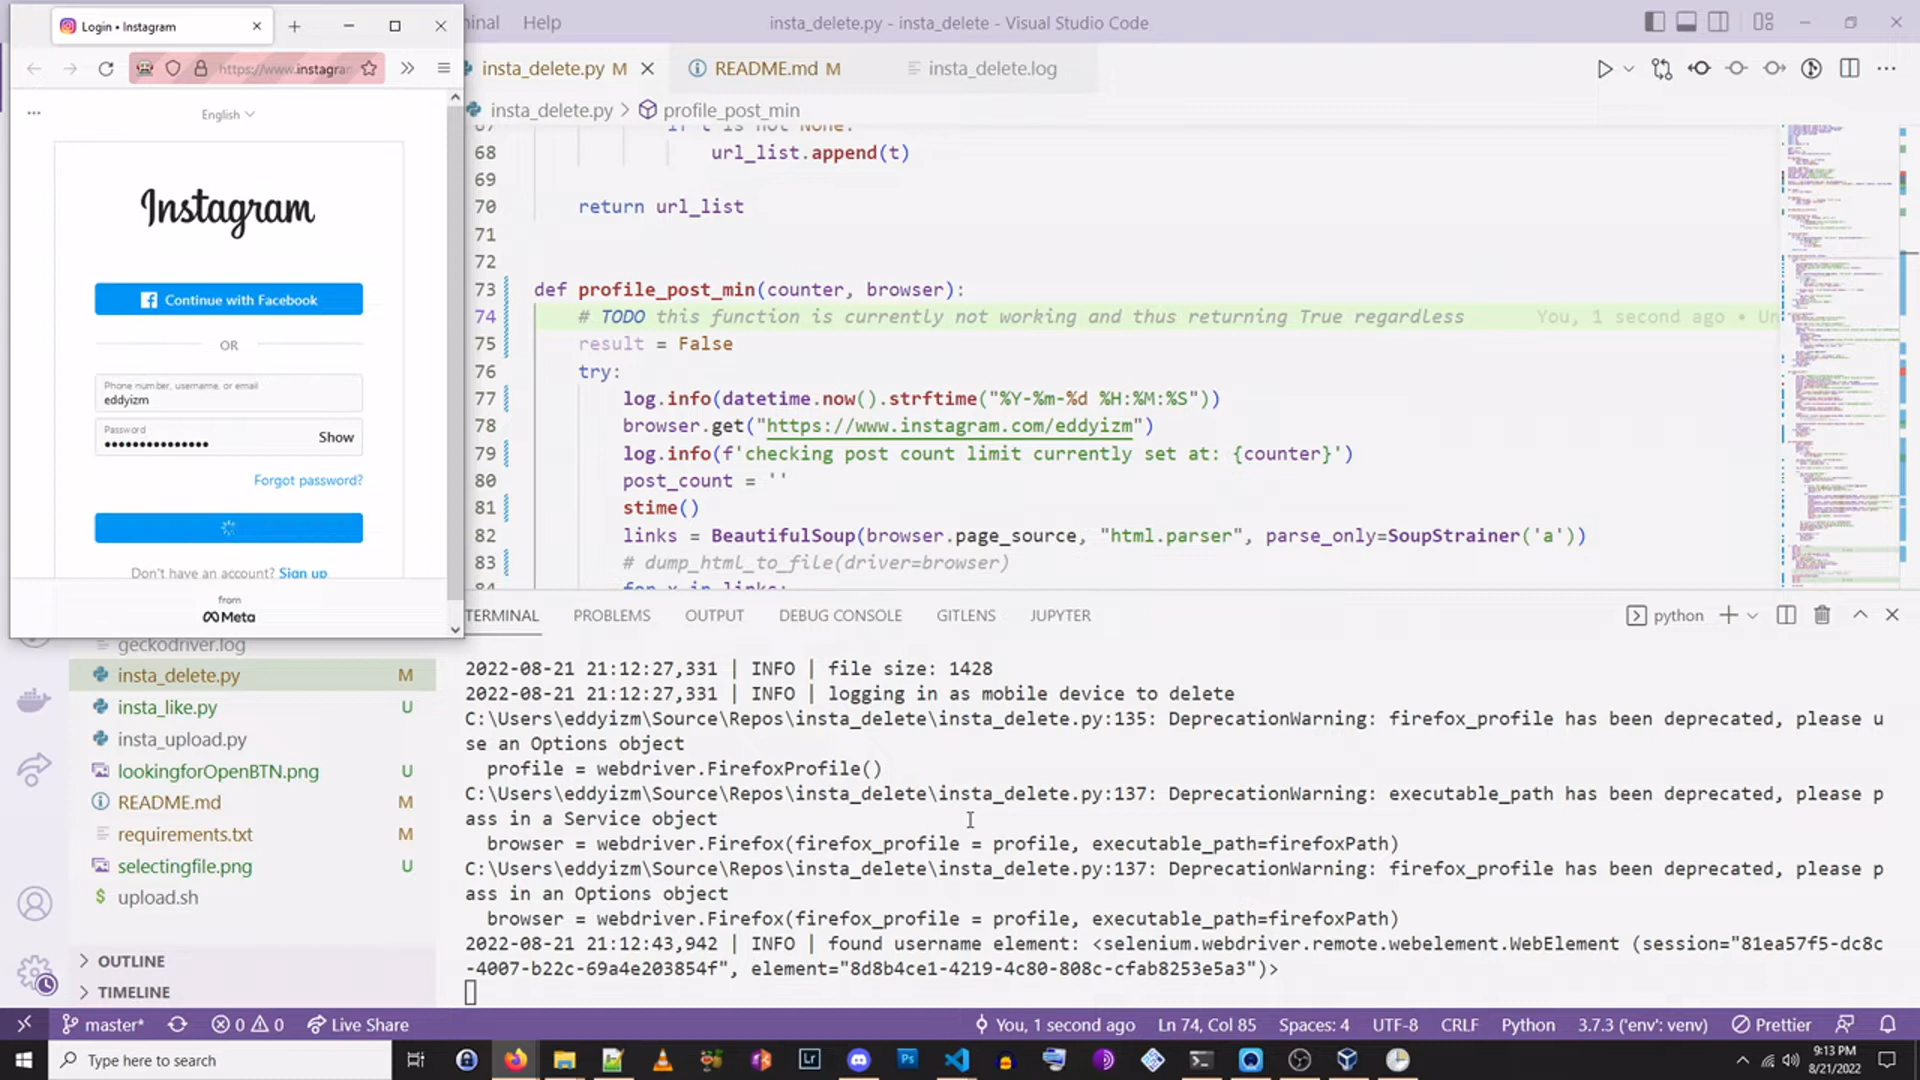 Login • Instagram
https://www.instagra
English
Instagram
Continue with Facebook
OR
Phone number, username, or email
eddyizm
Password
Show
Forgot password?
Don't have an account? Sign up
from
Meta
Help
insta_delete.py - insta_delete - Visual Studio Code
insta_delete.py M
README.md M
insta_delete.log
insta_delete.py > profile_post_min
67 if t is not None:
68 url_list.append(t)
69
70 return url_list
71
72
73 def profile_post_min(counter, browser):
74 # TODO this function is currently not working and thus returning True regardless You, 1 second ago • Un
75 result = False
76 try:
77 log.info(datetime.now().strftime("%Y-%m-%d %H:%M:%S"))
78 browser.get("https://www.instagram.com/eddyizm")
79 log.info(f'checking post count limit currently set at: {counter}')
80 post_count = ''
81 stime()
82 links = BeautifulSoup(browser.page_source, "html.parser", parse_only=SoupStrainer('a'))
83 # dump_html_to_file(driver=browser)
84 for x in links:
TERMINAL PROBLEMS OUTPUT DEBUG CONSOLE GITLENS JUPYTER
python
geckodriver.log
insta_delete.py M
insta_like.py U
insta_upload.py
lookingforOpenBTN.png U
README.md M
requirements.txt M
selectingfile.png U
$ upload.sh
OUTLINE
TIMELINE
2022-08-21 21:12:27,331 | INFO | file size: 1428
2022-08-21 21:12:27,331 | INFO | logging in as mobile device to delete
C:\Users\eddyizm\Source\Repos\insta_delete\insta_delete.py:135: DeprecationWarning: firefox_profile has been deprecated, please u
se an Options object
profile = webdriver.FirefoxProfile()
C:\Users\eddyizm\Source\Repos\insta_delete\insta_delete.py:137: DeprecationWarning: executable_path has been deprecated, please p
ass in a Service object
browser = webdriver.Firefox(firefox_profile = profile, executable_path=firefoxPath)
C:\Users\eddyizm\Source\Repos\insta_delete\insta_delete.py:137: DeprecationWarning: firefox_profile has been deprecated, please p
ass in an Options object
browser = webdriver.Firefox(firefox_profile = profile, executable_path=firefoxPath)
2022-08-21 21:12:43,942 | INFO | found username element: <selenium.webdriver.remote.webelement.WebElement (session="81ea57f5-dc8c
-4007-b22c-69a4e203854f", element="8d8b4ce1-4219-4c80-808c-cfab8253e5a3")>
master* 0 0 Live Share You, 1 second ago Ln 74, Col 85 Spaces: 4 UTF-8 CRLF Python 3.7.3 ('env': venv) Prettier
Type here to search
Lr
Ps
9:13 PM
8/21/2022